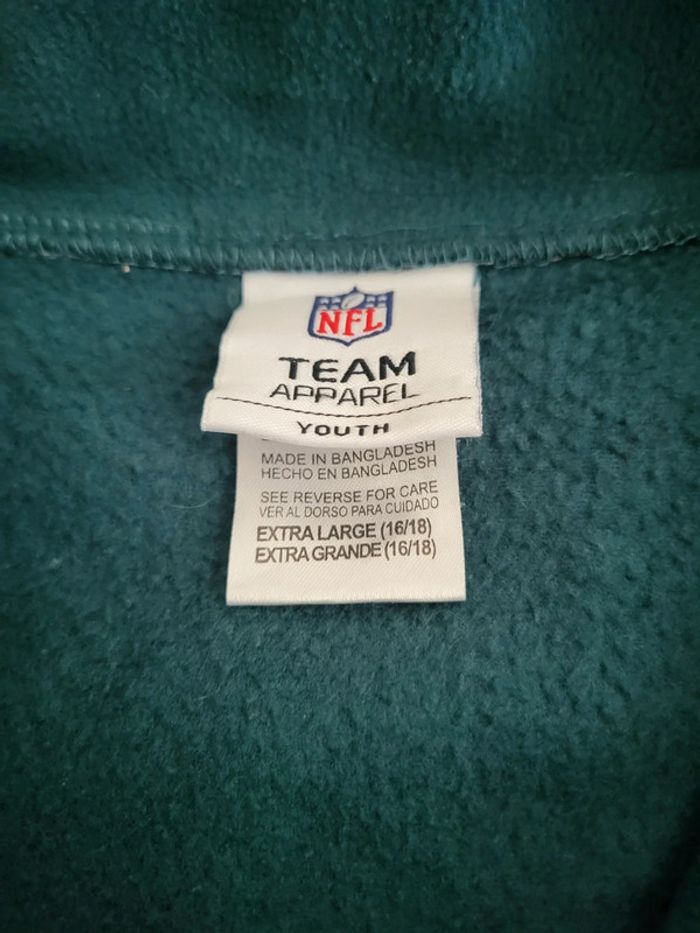 NFL
TEAM
APPAREL
YOUTH
MADE IN BANGLADESH
HECHO EN BANGLADESH
SEE REVERSE FOR CARE
VER AL DORSO PARA CUIDADO
EXTRA LARGE (16/18)
EXTRA GRANDE (16/18)